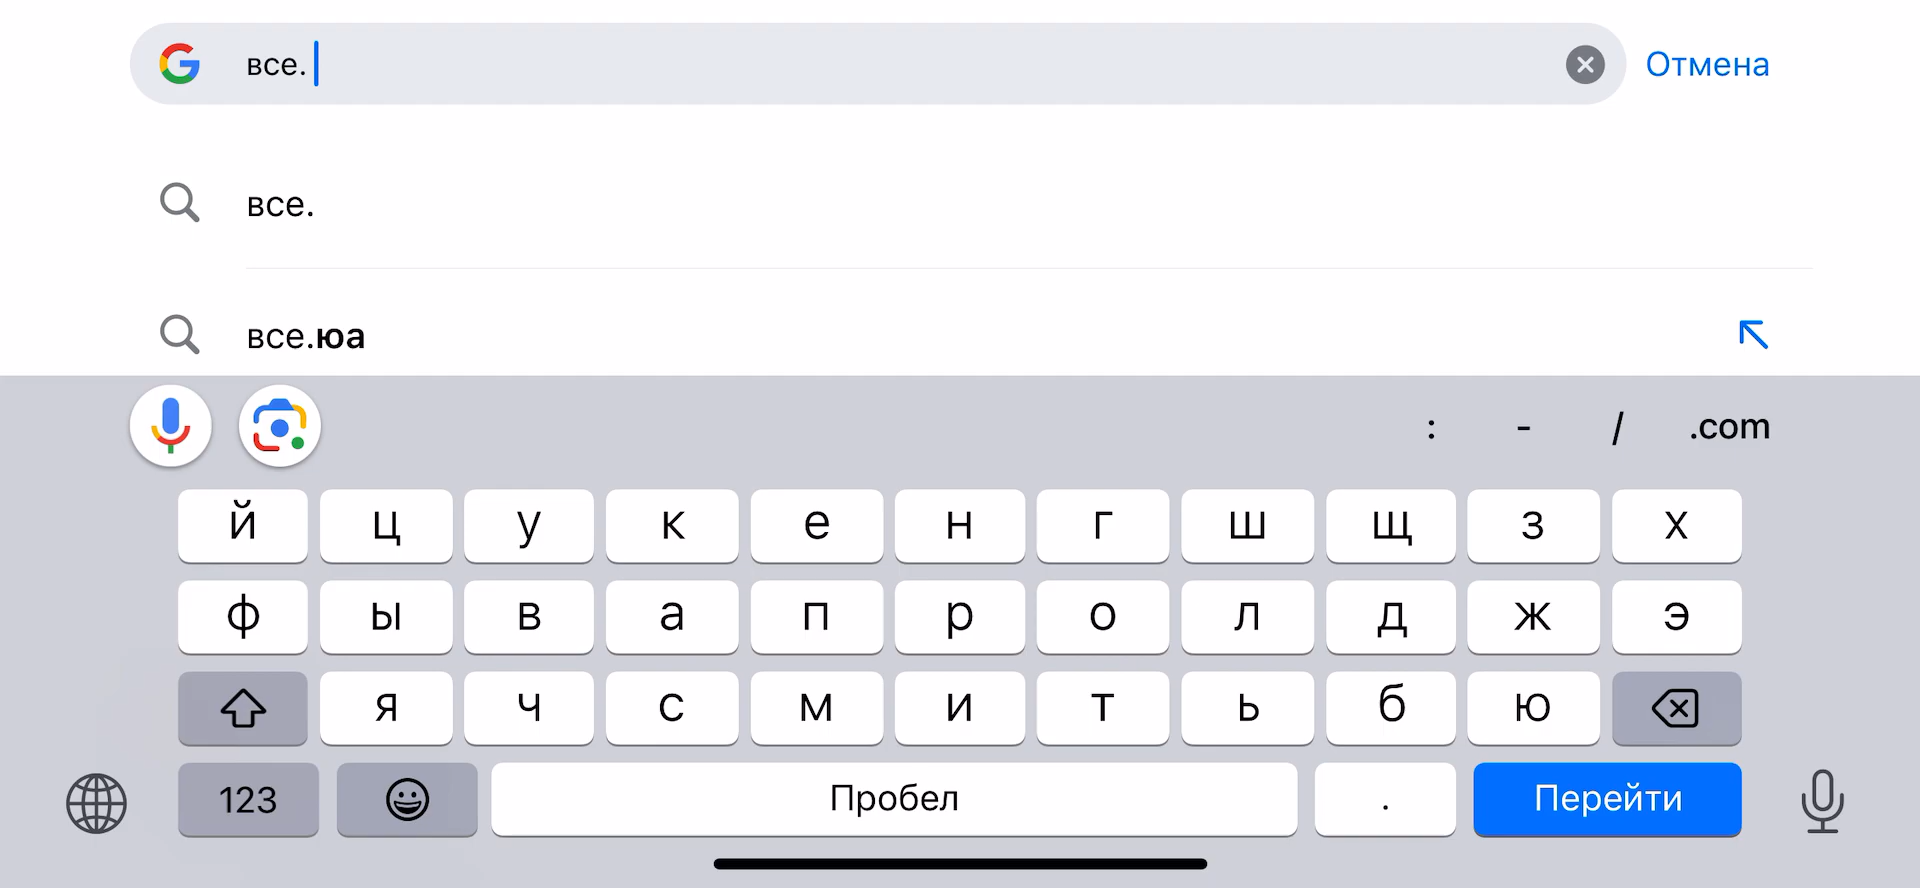 все.
Отмена
все.
все.юа
: - / .com
й ц у к е н г ш щ з х
ф ы в а п р о л д ж э
я ч с м и т ь б ю
123 Пробел . Перейти